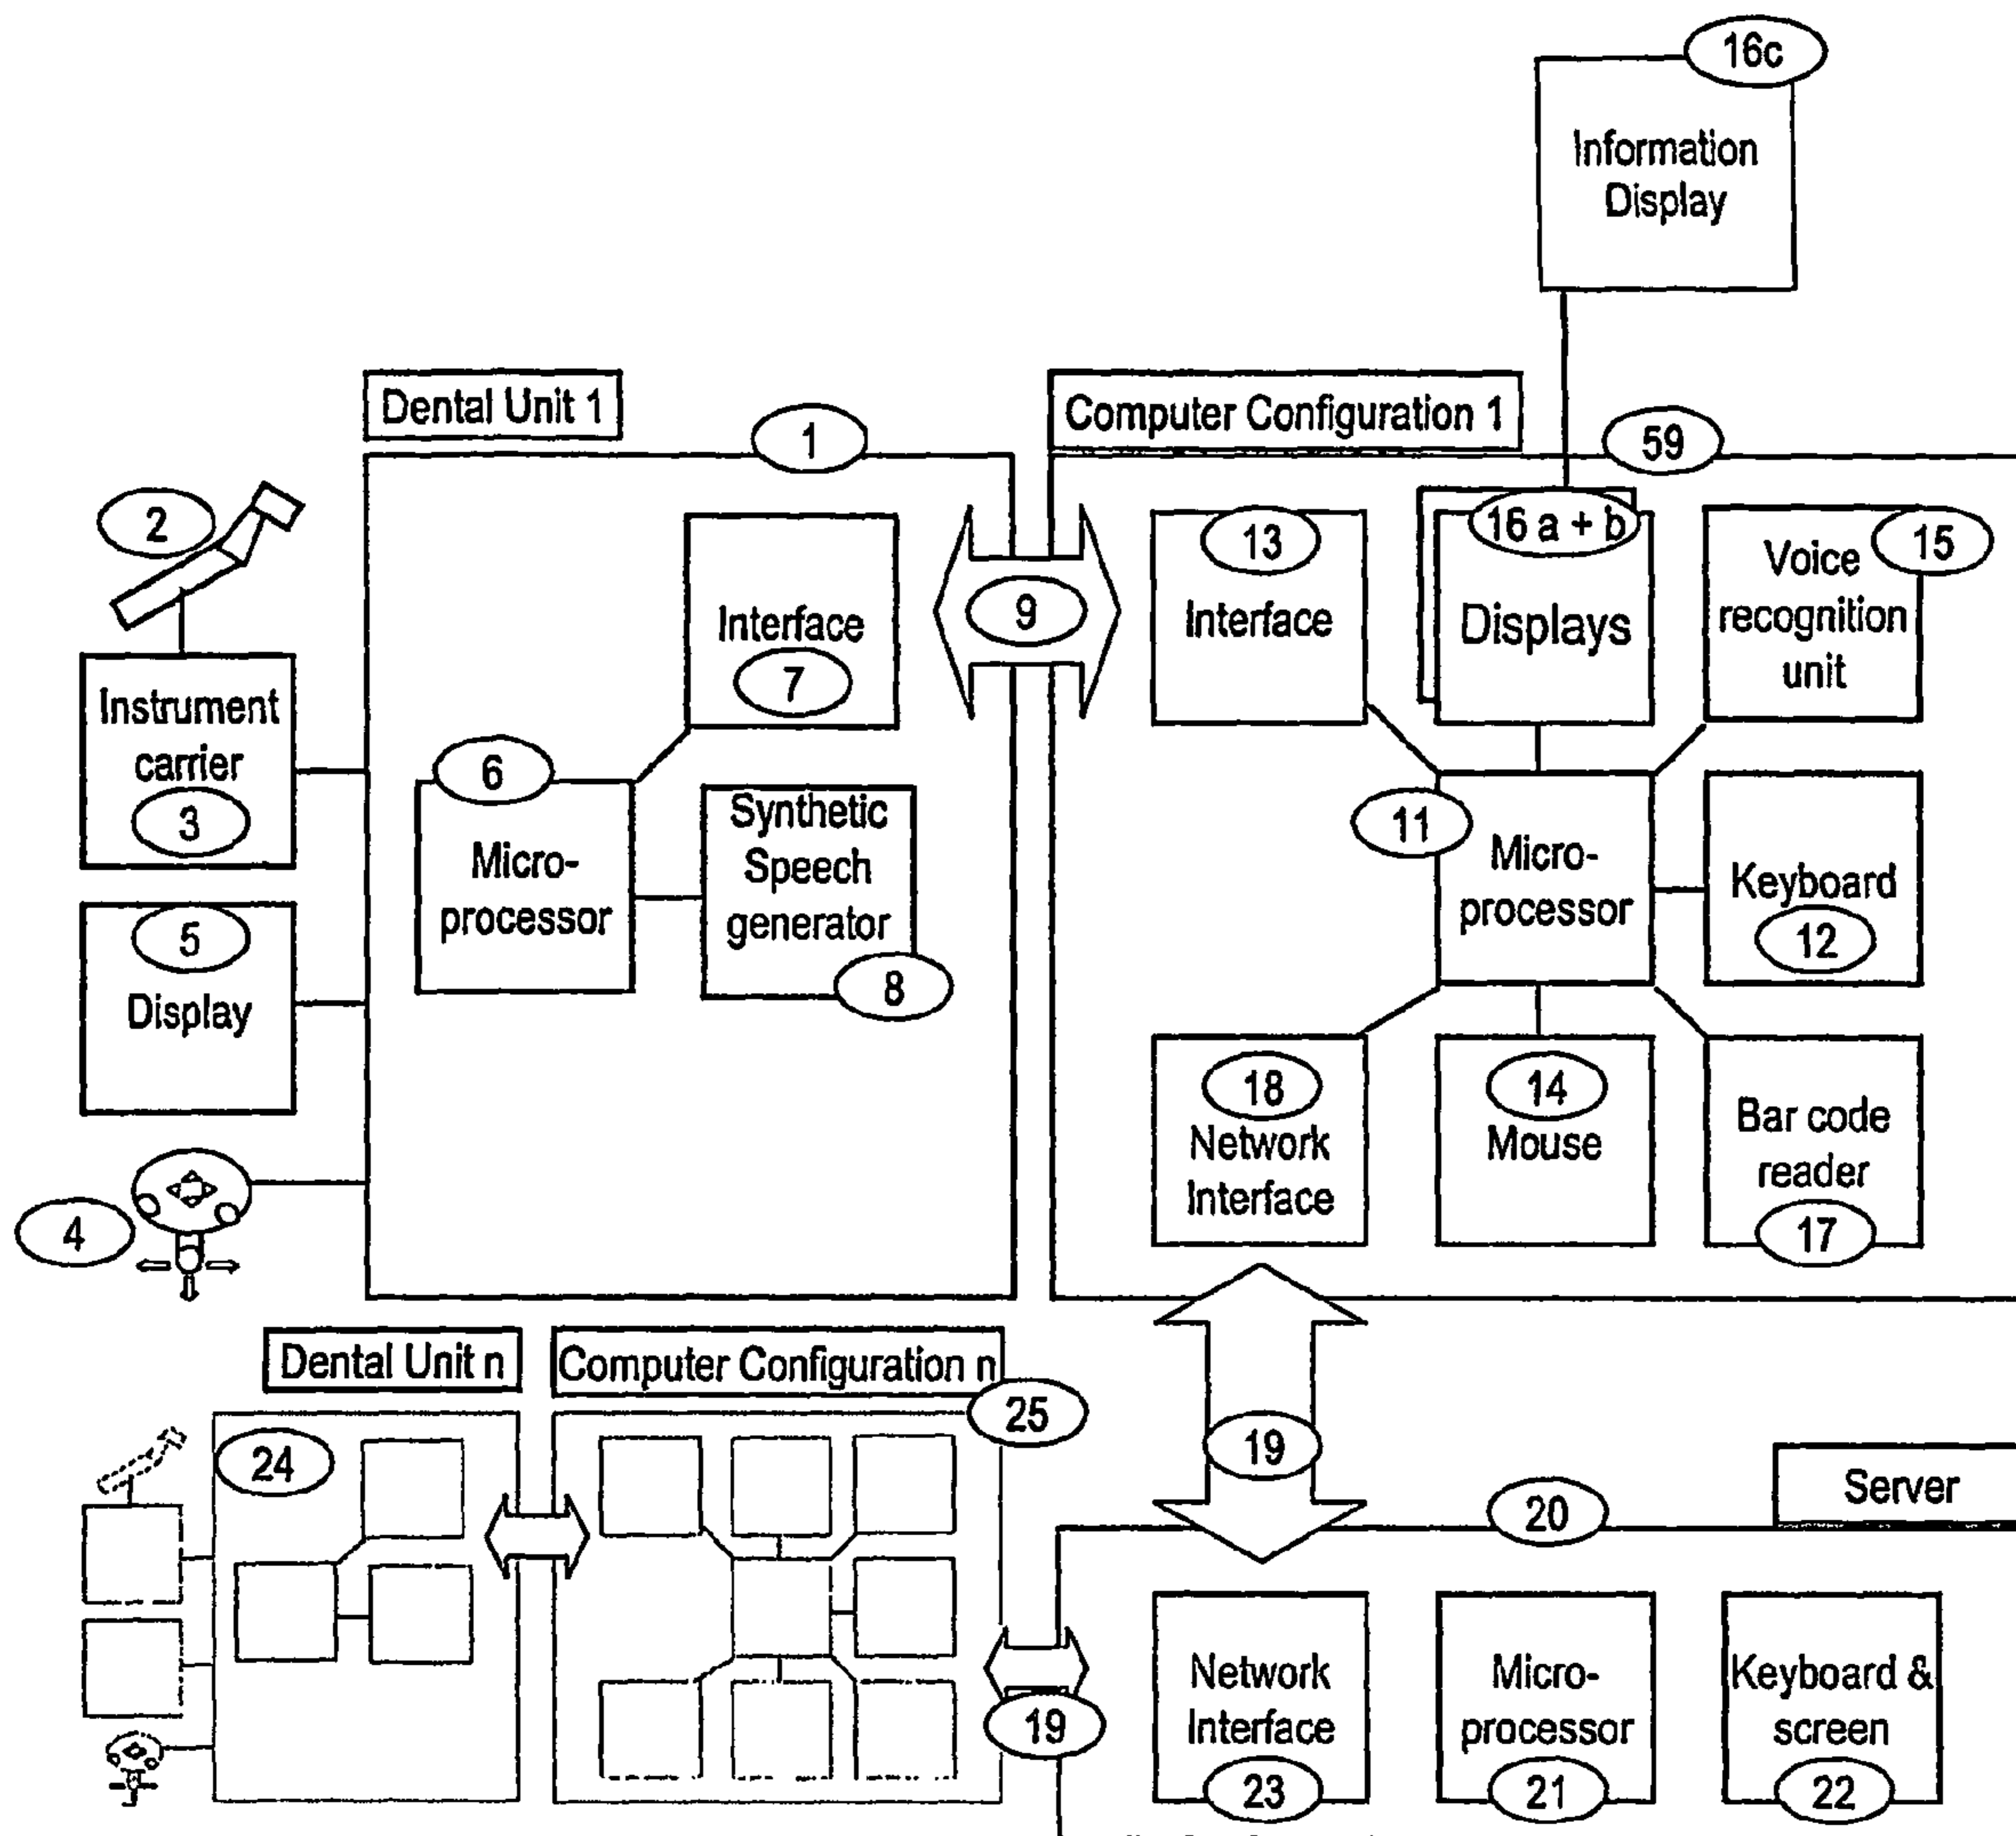 16c
Information
Display
Dental Unit 1
Computer Configuration 1
1
59
2
Instrument
carrier
3
5
Display
4
Interface
7
6
Micro-
processor
Synthetic
Speech
generator
8
9
13
Interface
16 a + b
Displays
15
Voice
recognition
unit
11
Micro-
processor
Keyboard
12
18
Network
Interface
14
Mouse
Bar code
reader
17
Dental Unit n
Computer Configuration n
24
25
19
19
20
Server
Network
Interface
23
Micro-
processor
21
Keyboard &
screen
22